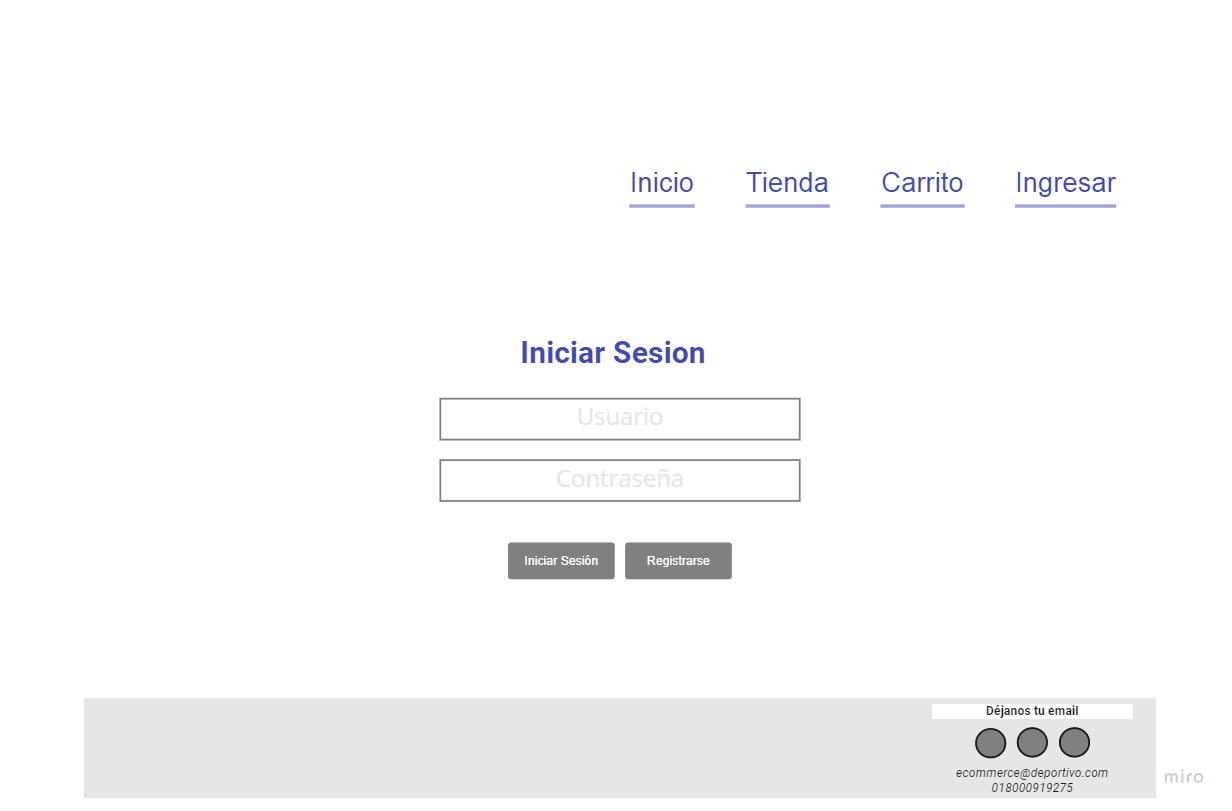 Inicio Tienda Carrito Ingresar
Iniciar Sesion
Usuario
Contraseña
Iniciar Sesión Registrarse
Déjanos tu email
ecommerce@deportivo.com
018000919275
miro